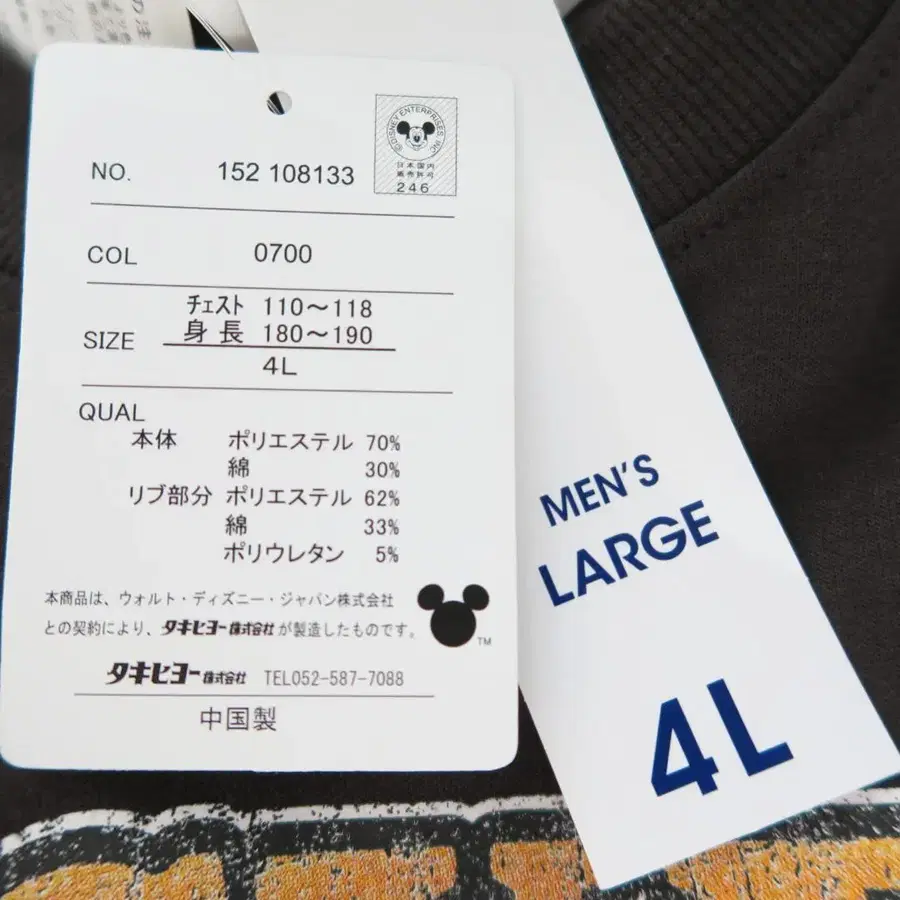 ©DISNEY ENTERPRISES, INC
日本国内
販売許可
246
NO. 152 108133
COL 0700
SIZE
チェスト 110～118
身長 180～190
4L
QUAL
本体 ポリエステル 70%
綿 30%
リブ部分 ポリエステル 62%
綿 33%
ポリウレタン 5%
本商品は、ウォルト・ディズニー・ジャパン株式会社
との契約により、タキヒヨー株式会社が製造したものです。
TM
タキヒヨー株式会社 TEL052-587-7088
中国製
MEN'S
LARGE
4L